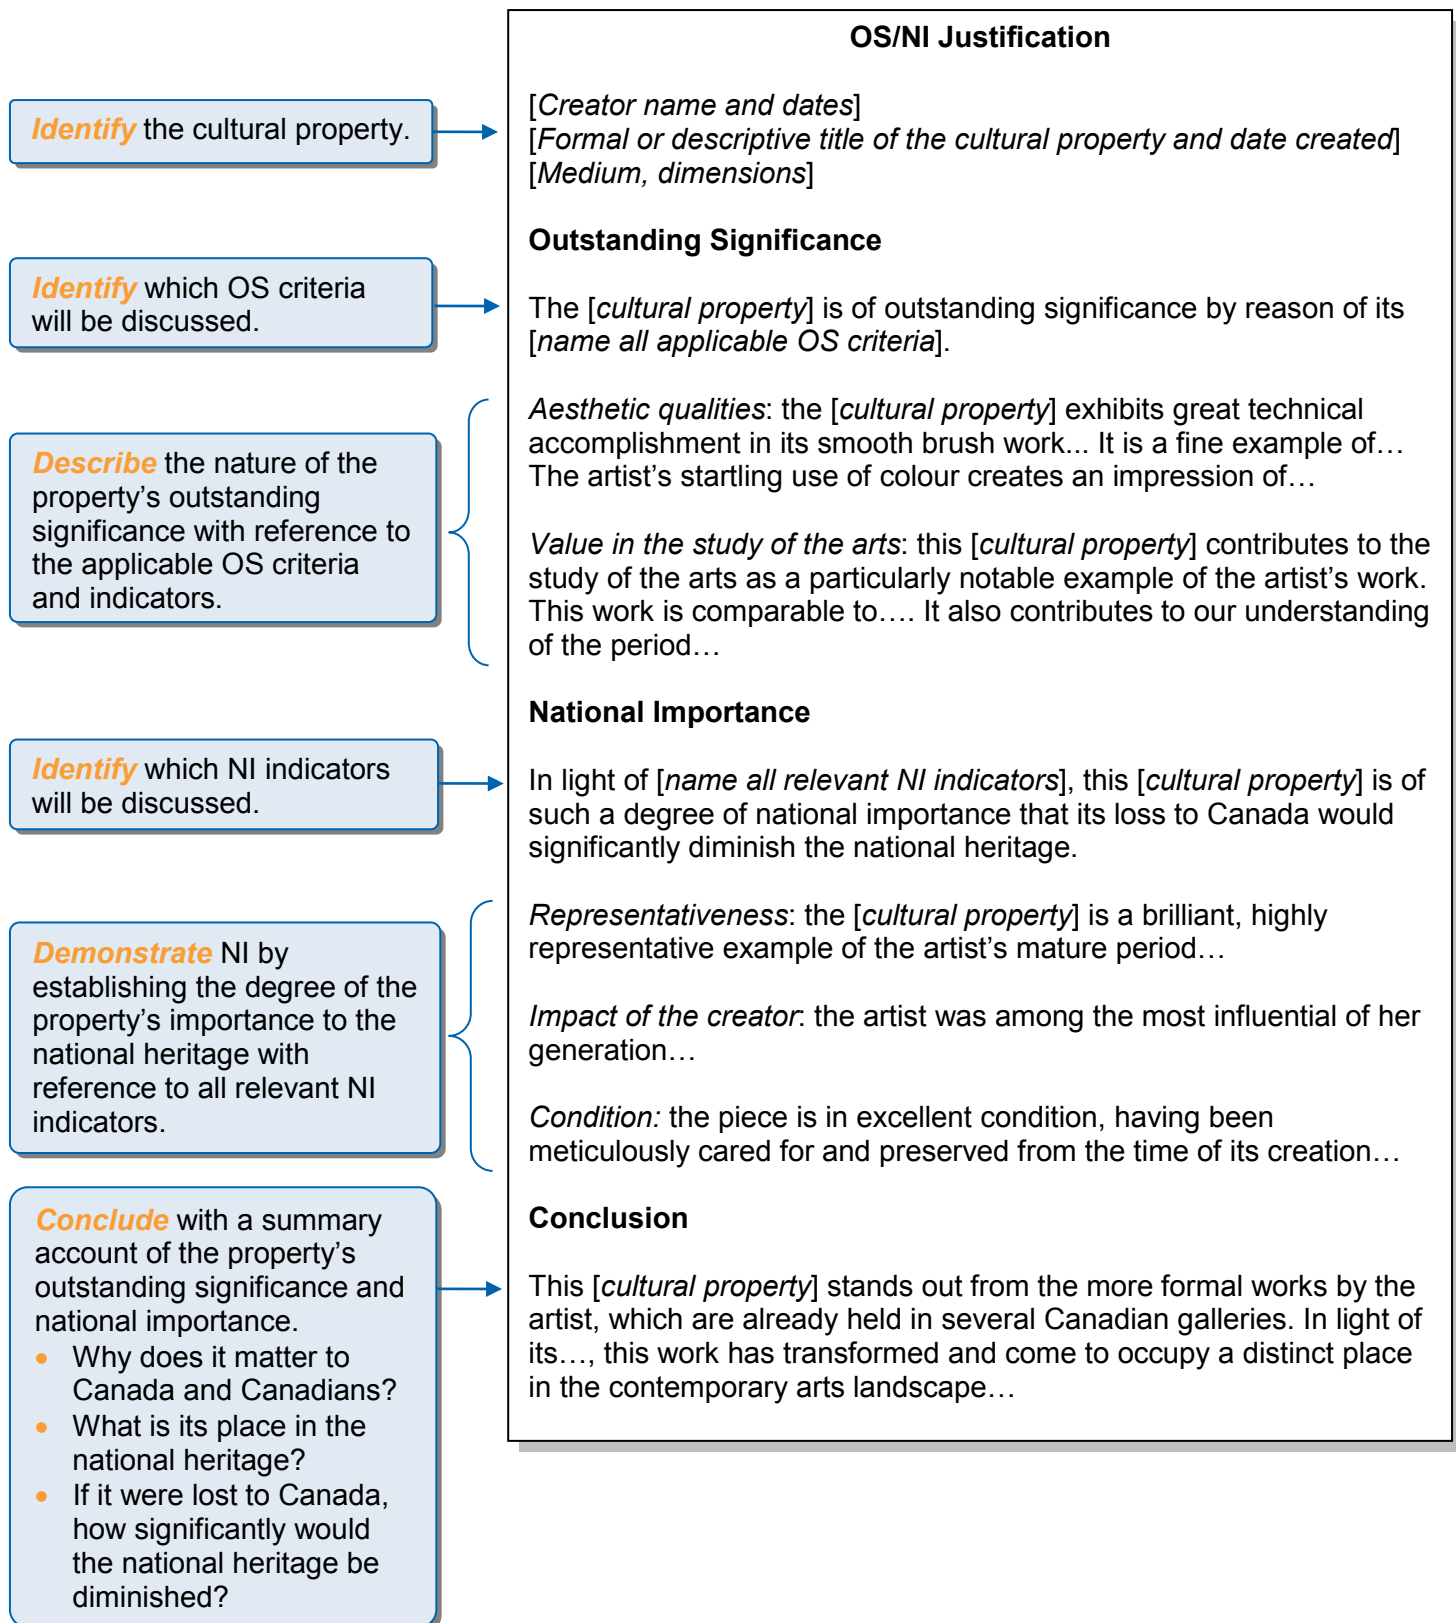 OS/NI Justification
Identify the cultural property.
[Creator name and dates]
[Formal or descriptive title of the cultural property and date created]
[Medium, dimensions]
Outstanding Significance
Identify which OS criteria
will be discussed.
The [cultural property] is of outstanding significance by reason of its
[name all applicable OS criteria].
Describe the nature of the
property’s outstanding
significance with reference to
the applicable OS criteria
and indicators.
Aesthetic qualities: the [cultural property] exhibits great technical
accomplishment in its smooth brush work... It is a fine example of…
The artist’s startling use of colour creates an impression of…
Value in the study of the arts: this [cultural property] contributes to the
study of the arts as a particularly notable example of the artist’s work.
This work is comparable to…. It also contributes to our understanding
of the period…
National Importance
Identify which NI indicators
will be discussed.
In light of [name all relevant NI indicators], this [cultural property] is of
such a degree of national importance that its loss to Canada would
significantly diminish the national heritage.
Demonstrate NI by
establishing the degree of the
property’s importance to the
national heritage with
reference to all relevant NI
indicators.
Representativeness: the [cultural property] is a brilliant, highly
representative example of the artist’s mature period…
Impact of the creator: the artist was among the most influential of her
generation…
Condition: the piece is in excellent condition, having been
meticulously cared for and preserved from the time of its creation…
Conclusion
Conclude with a summary
account of the property’s
outstanding significance and
national importance.
• Why does it matter to
Canada and Canadians?
• What is its place in the
national heritage?
• If it were lost to Canada,
how significantly would
the national heritage be
diminished?
This [cultural property] stands out from the more formal works by the
artist, which are already held in several Canadian galleries. In light of
its…, this work has transformed and come to occupy a distinct place
in the contemporary arts landscape…